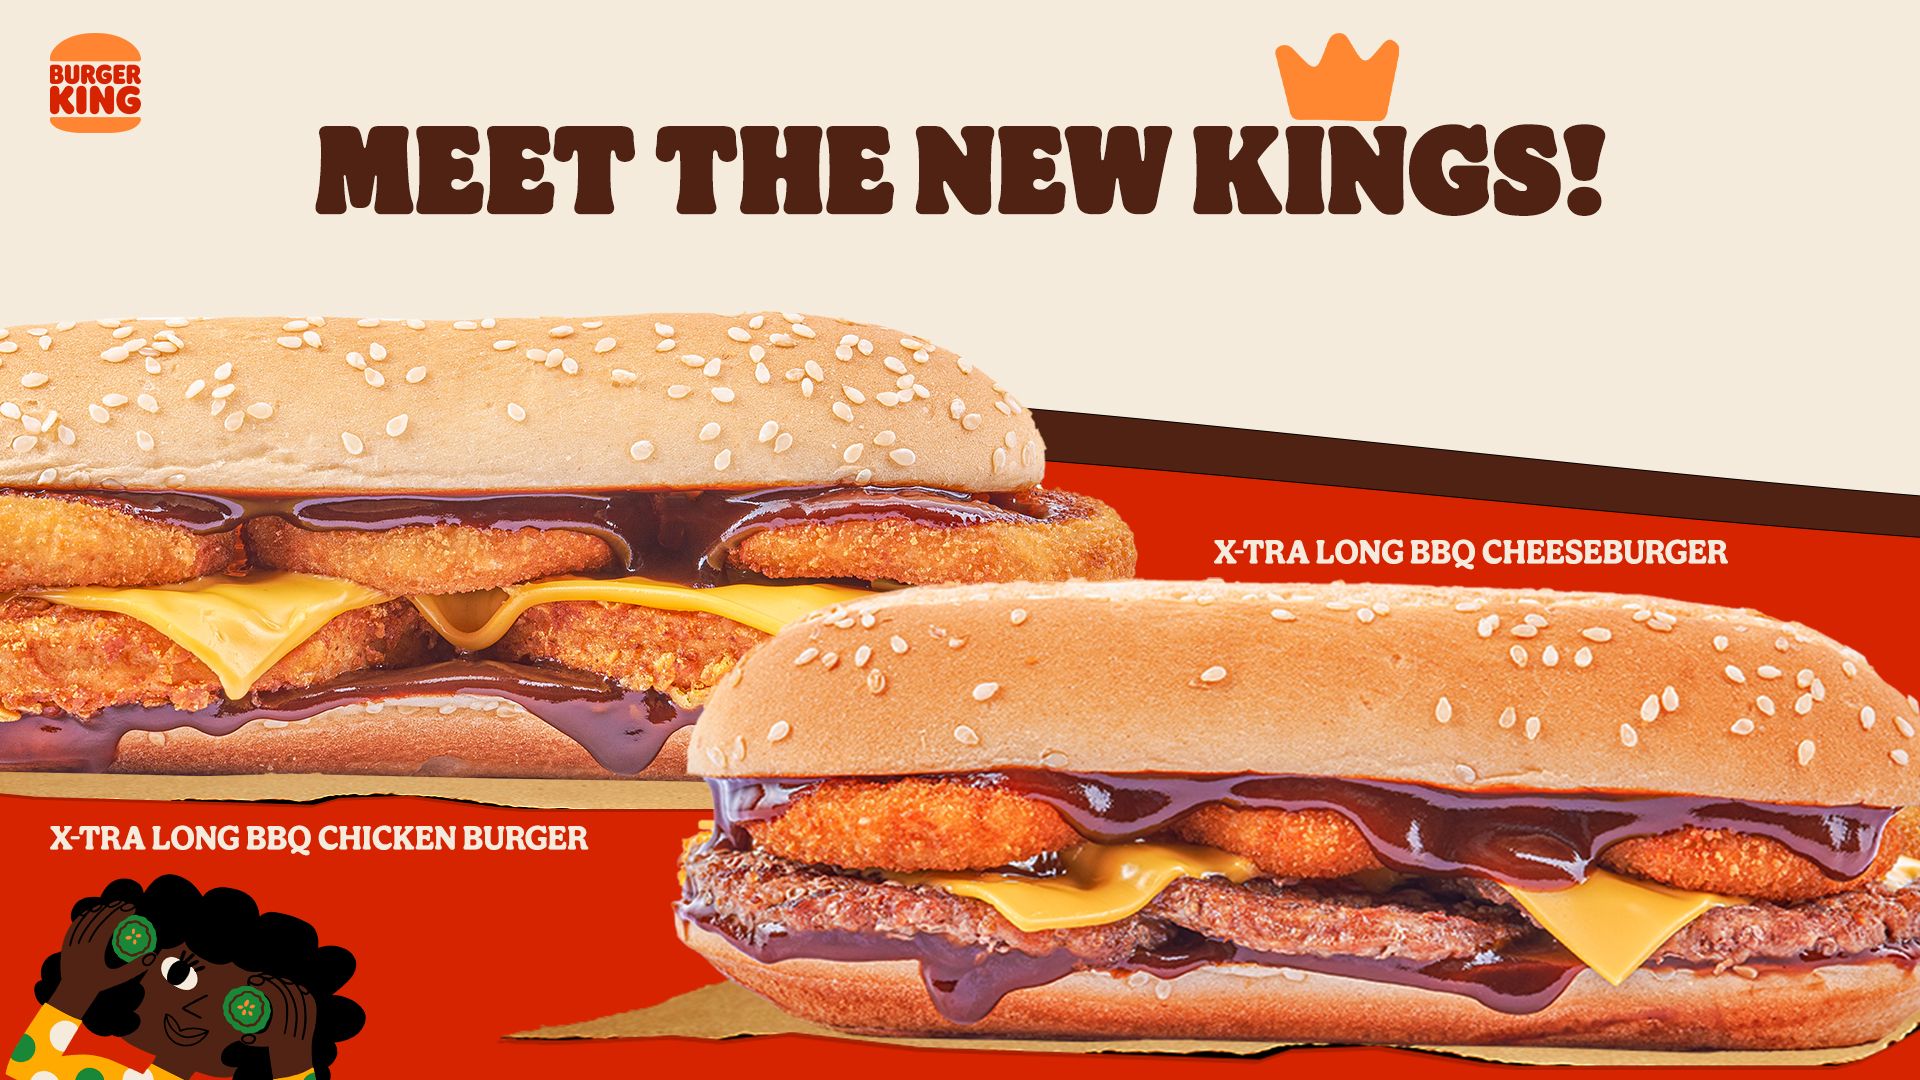 BURGER
KING
MEET THE NEW KINGS!
X-TRA LONG BBQ CHEESEBURGER
X-TRA LONG BBQ CHICKEN BURGER